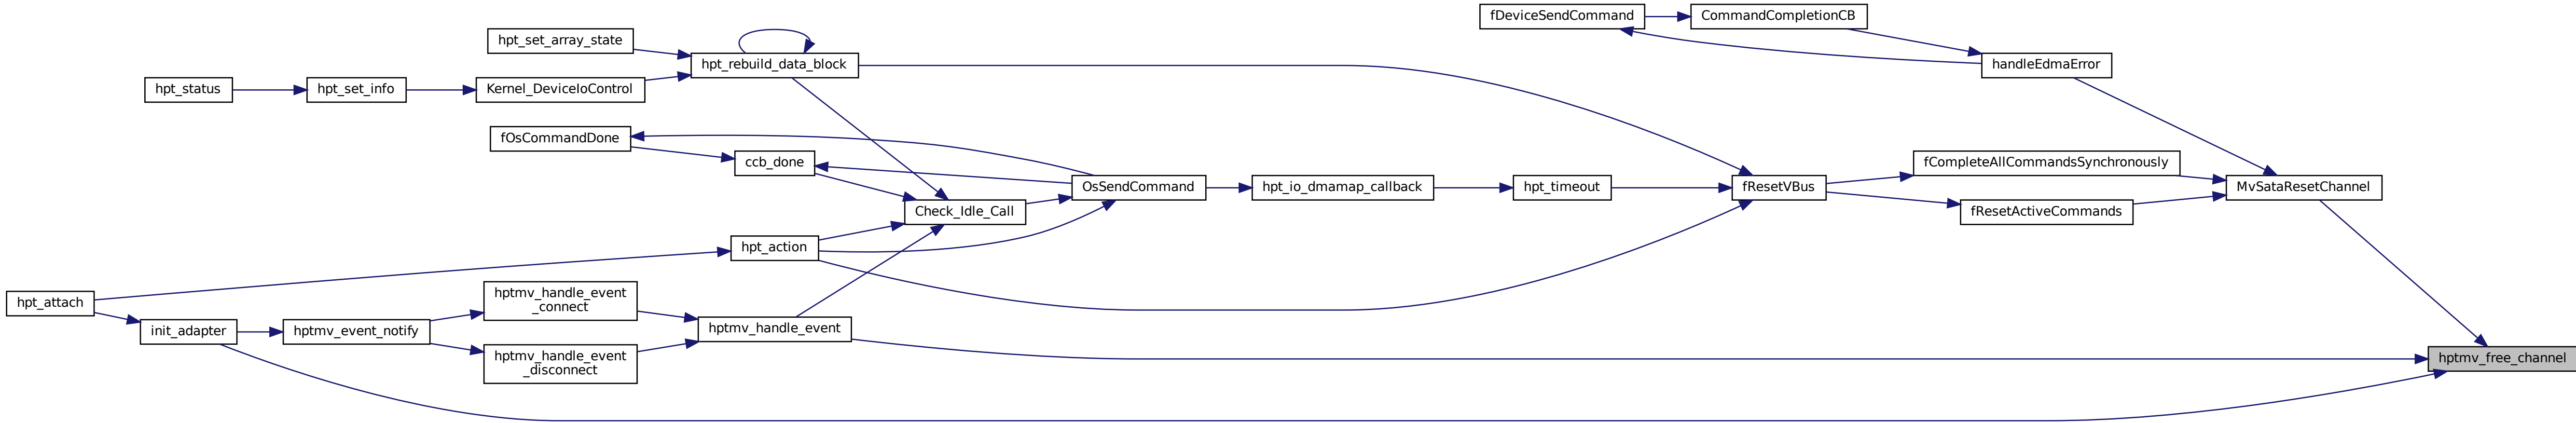 fDeviceSendCommand
CommandCompletionCB
hpt_set_array_state
hpt_rebuild_data_block
handleEdmaError
hpt_status
hpt_set_info
Kernel_DeviceIoControl
fOsCommandDone
ccb_done
fCompleteAllCommandsSynchronously
OsSendCommand
hpt_io_dmamap_callback
hpt_timeout
fResetVBus
MvSataResetChannel
Check_Idle_Call
fResetActiveCommands
hpt_action
hpt_attach
hptmv_handle_event
_connect
init_adapter
hptmv_event_notify
hptmv_handle_event
hptmv_handle_event
_disconnect
hptmv_free_channel